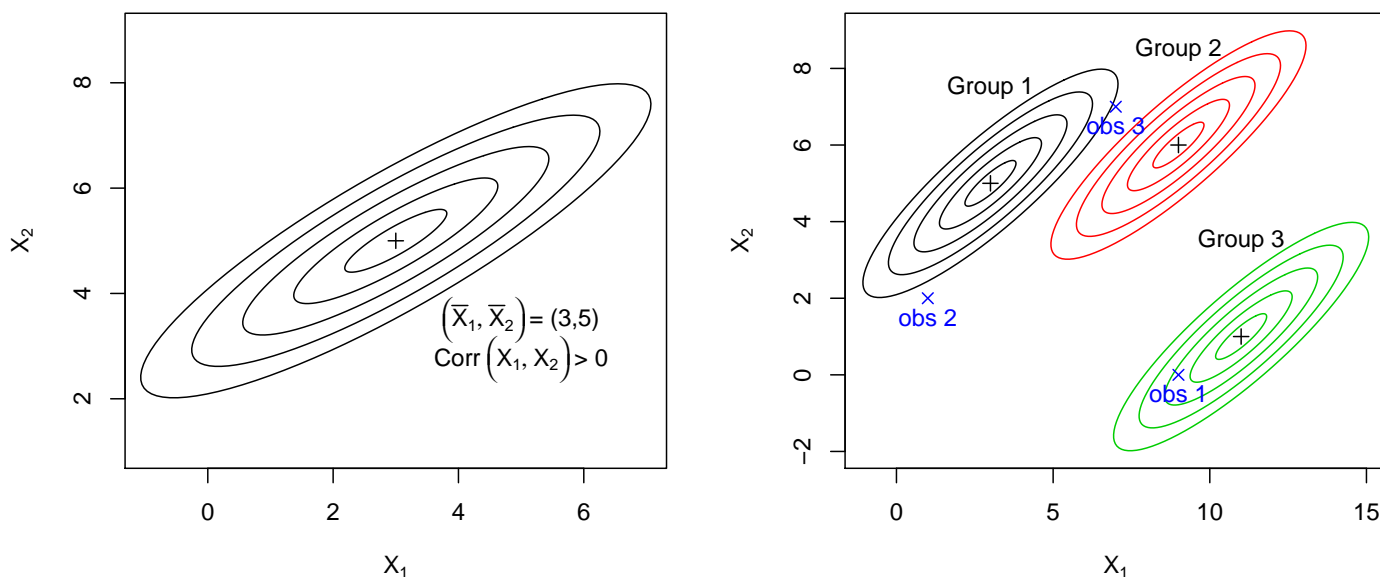 8
6
4
2
X₂
(X̅₁, X̅₂) = (3,5)
Corr (X₁, X₂) > 0
0 2 4 6
X₁
8
6
4
2
0
−2
X₂
Group 2
Group 1
obs 3
Group 3
obs 2
obs 1
0 5 10 15
X₁